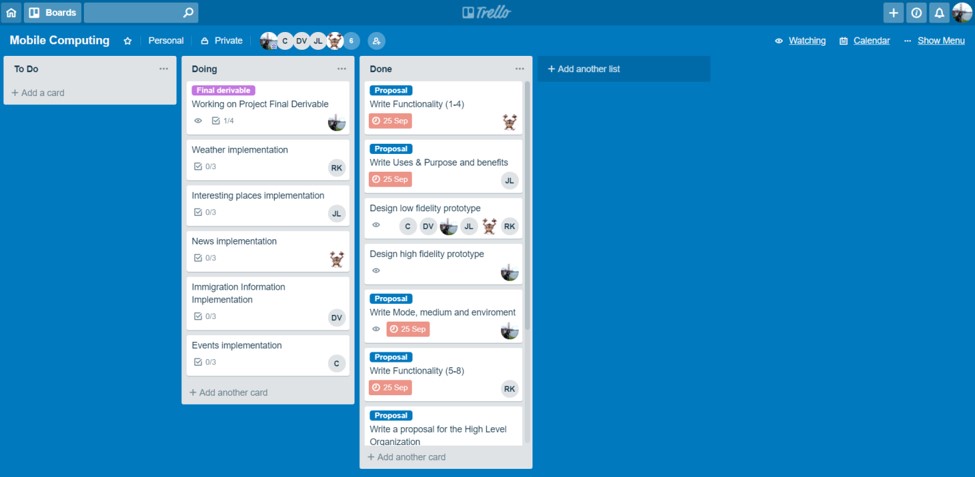 Boards
Trello
Mobile Computing
Personal
Private
C
DV
JL
6
Watching
Calendar
... Show Menu
To Do
...
+ Add a card
Doing
...
Final derivable
Working on Project Final Derivable
1/4
Weather implementation
0/3
RK
Interesting places implementation
0/3
JL
News implementation
0/3
Immigration Information
Implementation
0/3
DV
Events implementation
0/3
C
+ Add another card
Done
...
Proposal
Write Functionality (1-4)
25 Sep
Proposal
Write Uses & Purpose and benefits
25 Sep
JL
Design low fidelity prototype
C DV JL RK
Design high fidelity prototype
Proposal
Write Mode, medium and enviroment
25 Sep
Proposal
Write Functionality (5-8)
25 Sep
RK
Proposal
Write a proposal for the High Level
Organization
+ Add another card
+ Add another list